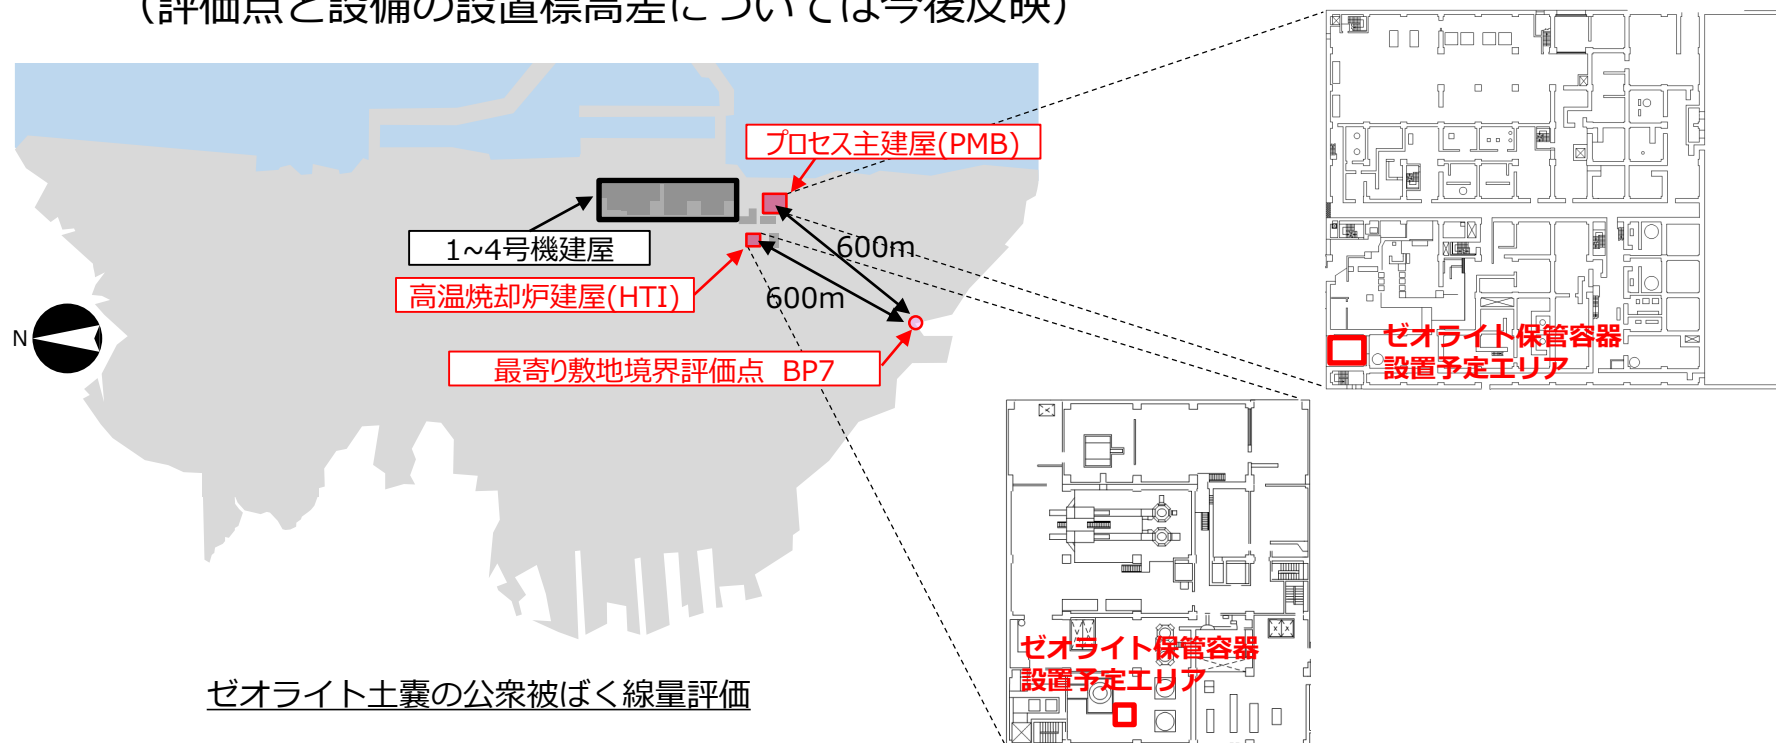 （評価点と設備の設置標高差については今後反映）
プロセス主建屋(PMB)
1~4号機建屋
600m
高温焼却炉建屋(HTI)
600m
N
最寄り敷地境界評価点 BP7
ゼオライト保管容器
設置予定エリア
ゼオライト保管容器
設置予定エリア
ゼオライト土嚢の公衆被ばく線量評価